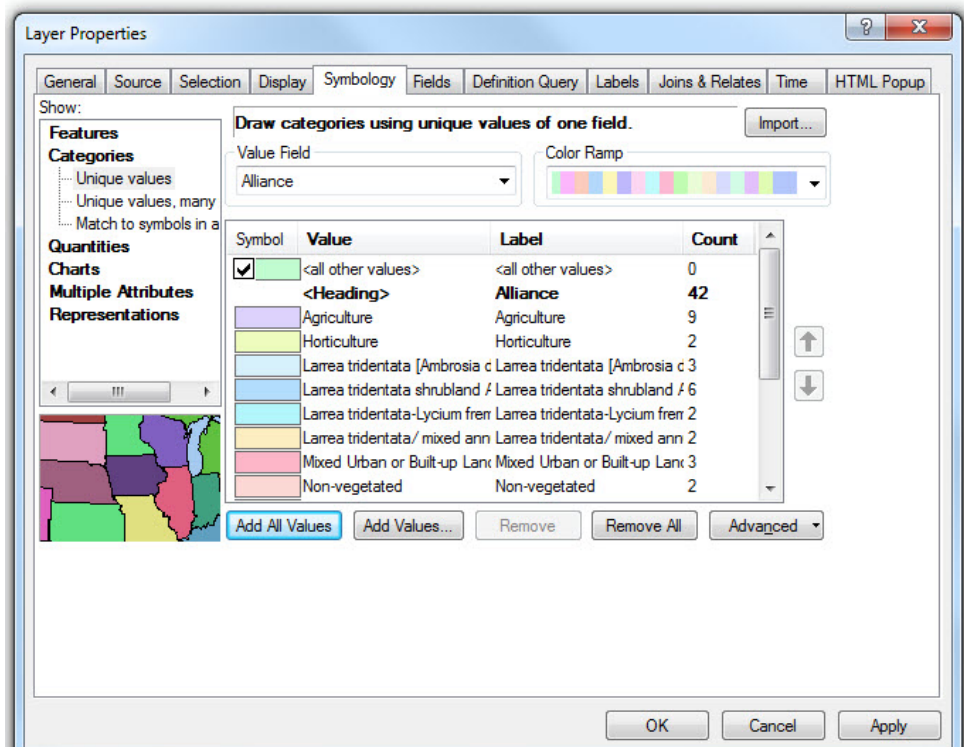 Layer Properties
?
General Source Selection Display Symbology Fields Definition Query Labels Joins & Relates Time HTML Popup
Show:
Features
Categories
Unique values
Unique values, many
Match to symbols in a
Quantities
Charts
Multiple Attributes
Representations
Draw categories using unique values of one field.
Import...
Value Field
Color Ramp
Alliance
Symbol Value Label Count
<all other values> <all other values> 0
<Heading> Alliance 42
Agriculture Agriculture 9
Horticulture Horticulture 2
Larrea tridentata [Ambrosia d Larrea tridentata [Ambrosia d 3
Larrea tridentata shrubland A Larrea tridentata shrubland A 6
Larrea tridentata-Lycium frem Larrea tridentata-Lycium frem 2
Larrea tridentata/ mixed ann Larrea tridentata/ mixed ann 2
Mixed Urban or Built-up Land Mixed Urban or Built-up Land 3
Non-vegetated Non-vegetated 2
Add All Values Add Values... Remove Remove All Advanced
OK Cancel Apply